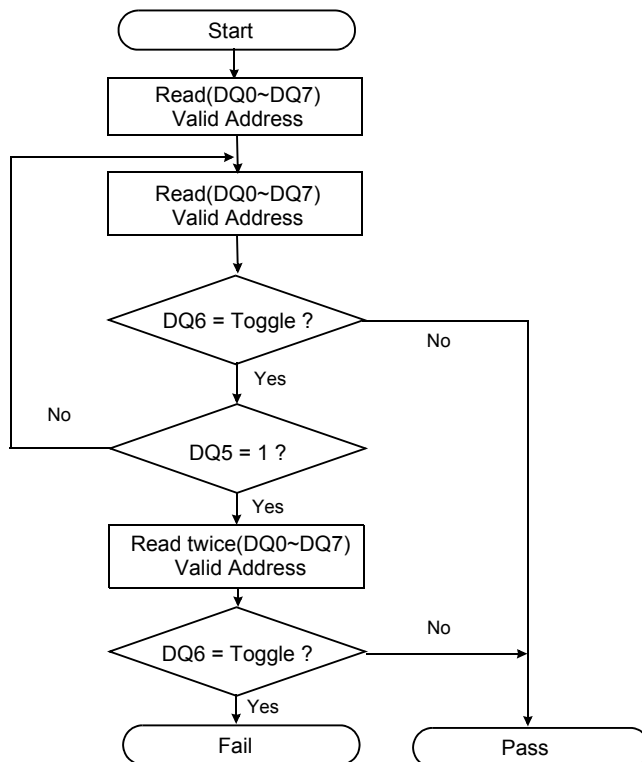 Start
Read(DQ0~DQ7)
Valid Address
Read(DQ0~DQ7)
Valid Address
DQ6 = Toggle ?
No
Yes
No
DQ5 = 1 ?
Yes
Read twice(DQ0~DQ7)
Valid Address
No
DQ6 = Toggle ?
Yes
Fail
Pass